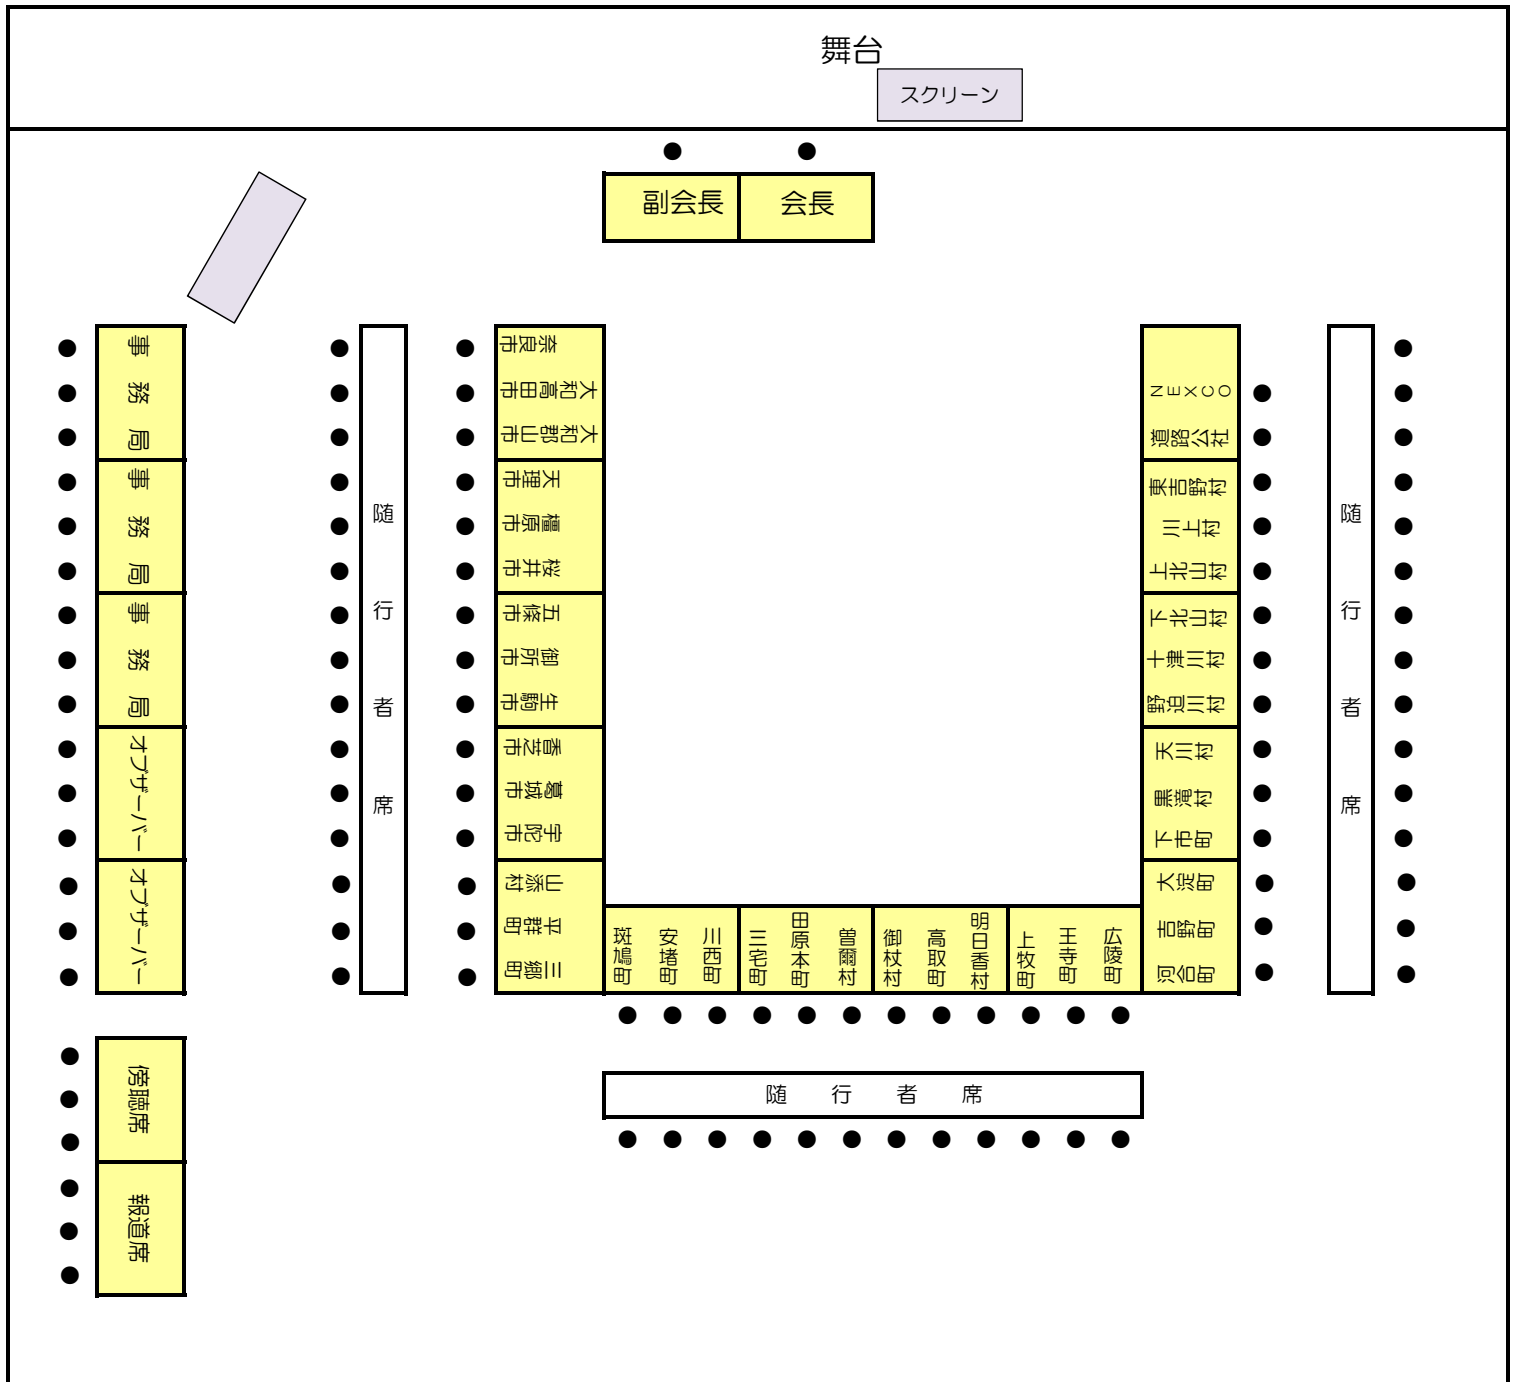 舞台
スクリーン
副会長
会長
事務局
事務局
事務局
オブザーバー
オブザーバー
随行者席
奈良市
大和高田市
大和郡山市
天理市
橿原市
桜井市
五條市
御所市
生駒市
香芝市
葛城市
宇陀市
山添村
平群町
三郷町
斑鳩町
安堵町
川西町
三宅町
田原本町
曽爾村
御杖村
高取町
明日香村
上牧町
王寺町
広陵町
NEXCO
道路公社
東吉野村
川上村
上北山村
下北山村
十津川村
野迫川村
天川村
黒滝村
下市町
大淀町
吉野町
河合町
随行者席
随行者席
傍聴席
報道席